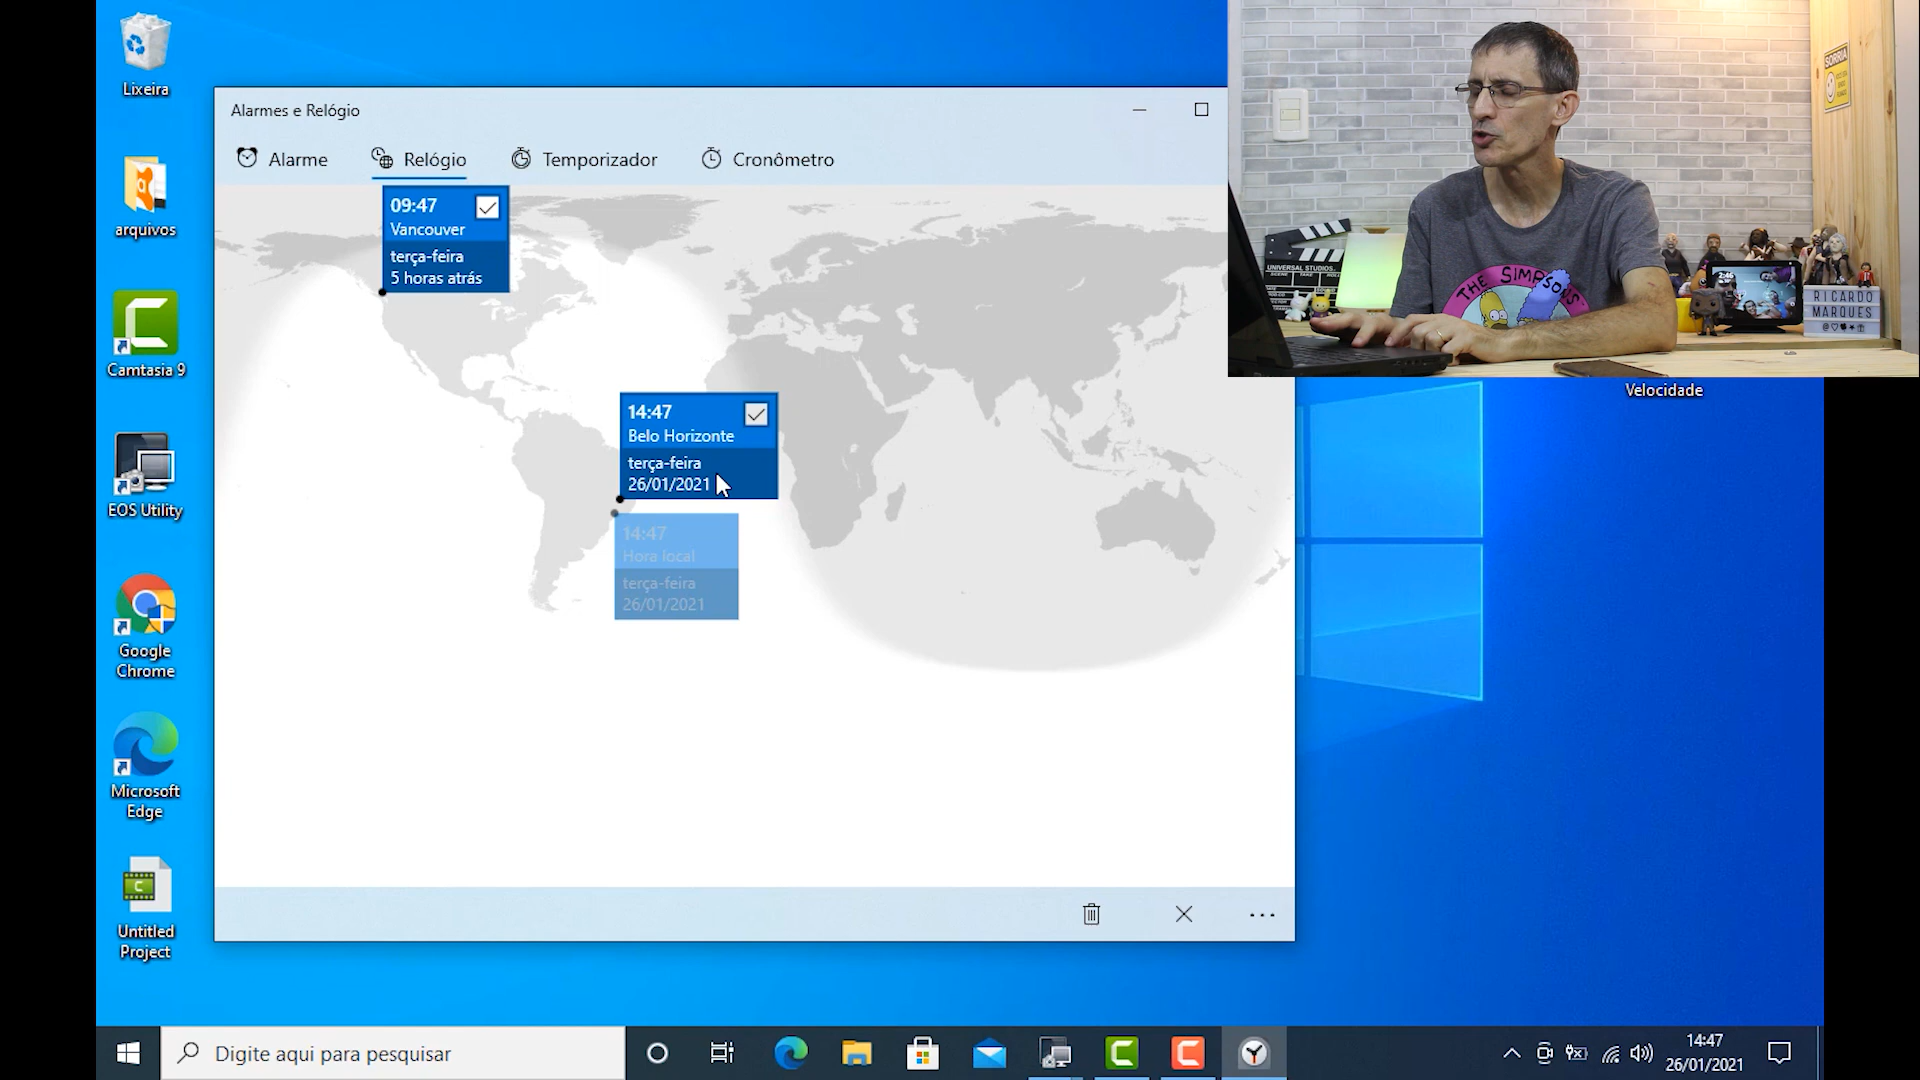 Lixeira
arquivos
Camtasia 9
EOS Utility
Google
Chrome
Microsoft
Edge
Untitled
Project
Alarmes e Relógio
Alarme
Relógio
Temporizador
Cronômetro
09:47
Vancouver
terça-feira
5 horas atrás
14:47
Belo Horizonte
terça-feira
26/01/2021
14:47
Hora local
terça-feira
26/01/2021
SORRIA
UNIVERSAL STUDIOS
THE SIMPSONS
2:46
RICARDO
MARQUES
Velocidade
Digite aqui para pesquisar
14:47
26/01/2021